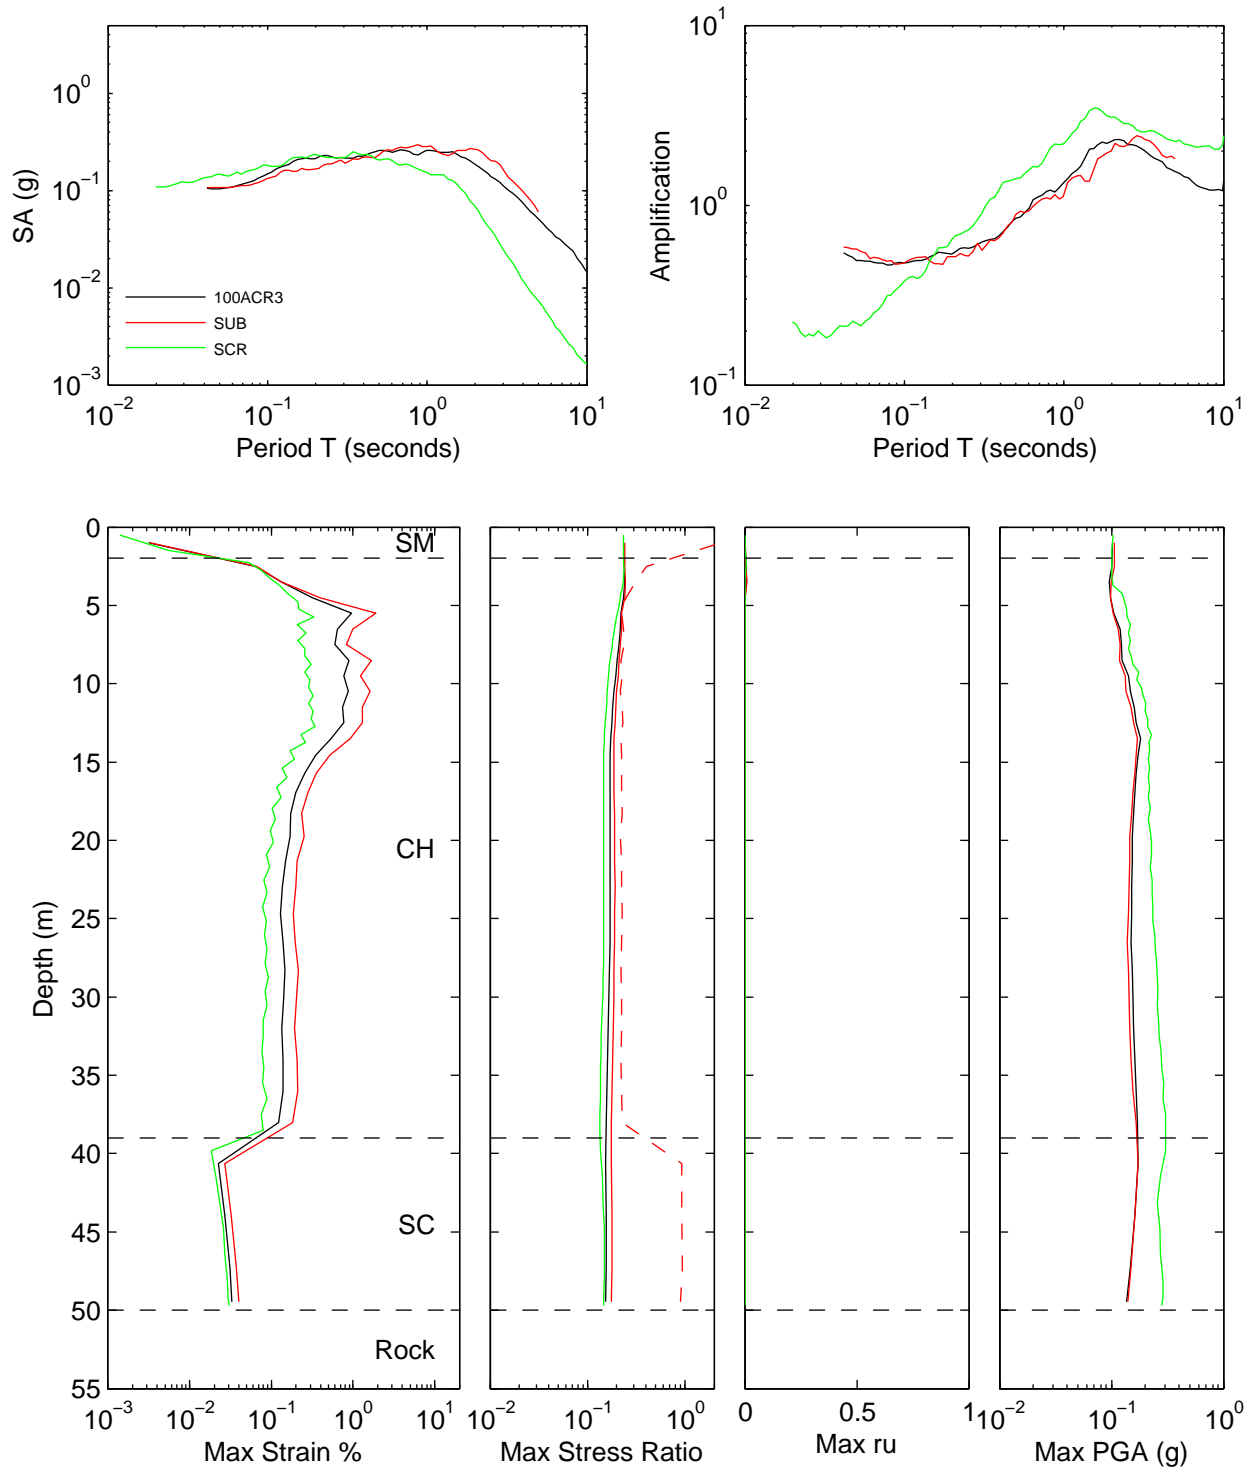 10^1
10^0
10^0
10^-1
SA (g)
Amplification
10^0
10^-2
100ACR3
SUB
SCR
10^-3
10^-1
10^-2 10^-1 10^0 10^1
10^-2 10^-1 10^0 10^1
Period T (seconds)
Period T (seconds)
0
SM
5
10
15
20
CH
25
Depth (m)
30
35
40
45
SC
50
Rock
55
10^-3 10^-2 10^-1 10^0 10^1
10^-1 10^0
0 0.5 1
10^-2 10^-1 10^0
Max Strain %
Max Stress Ratio
Max ru
Max PGA (g)